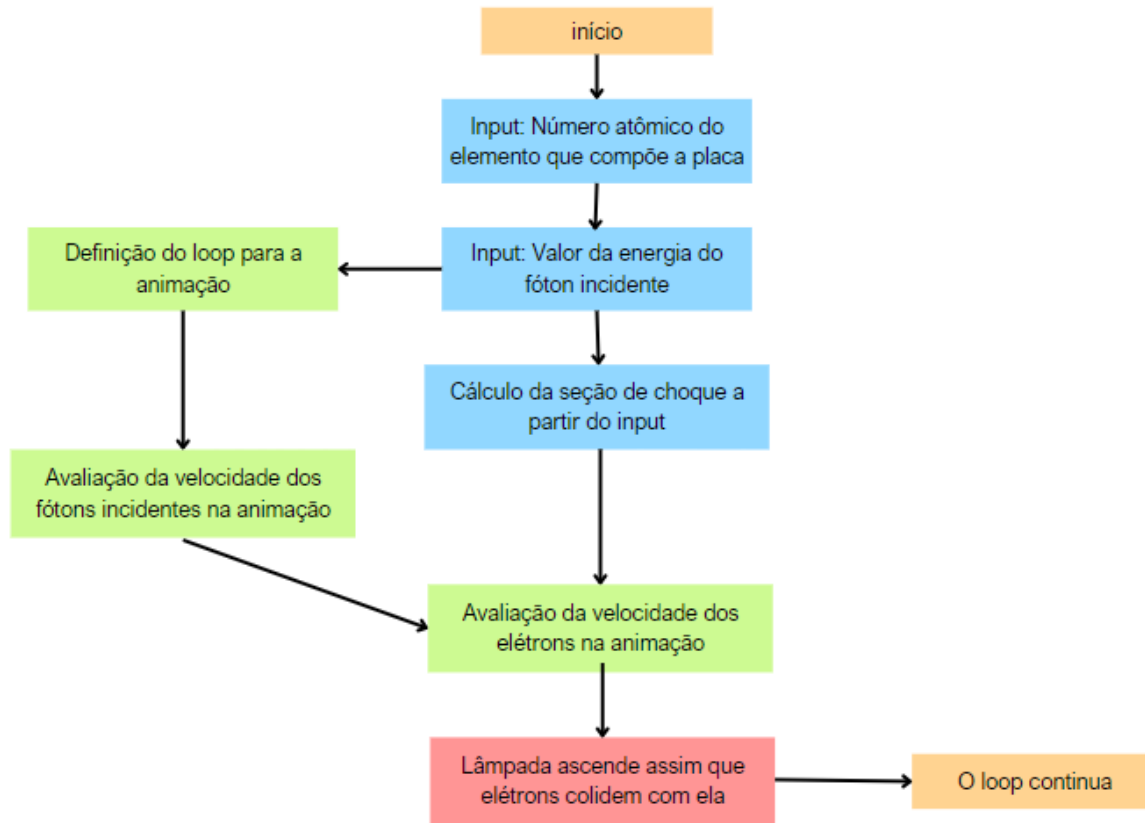 início
Input: Número atômico do
elemento que compõe a placa
Definição do loop para a
animação
Input: Valor da energia do
fóton incidente
Cálculo da seção de choque a
partir do input
Avaliação da velocidade dos
fótons incidentes na animação
Avaliação da velocidade dos
elétrons na animação
Lâmpada ascende assim que
elétrons colidem com ela
O loop continua